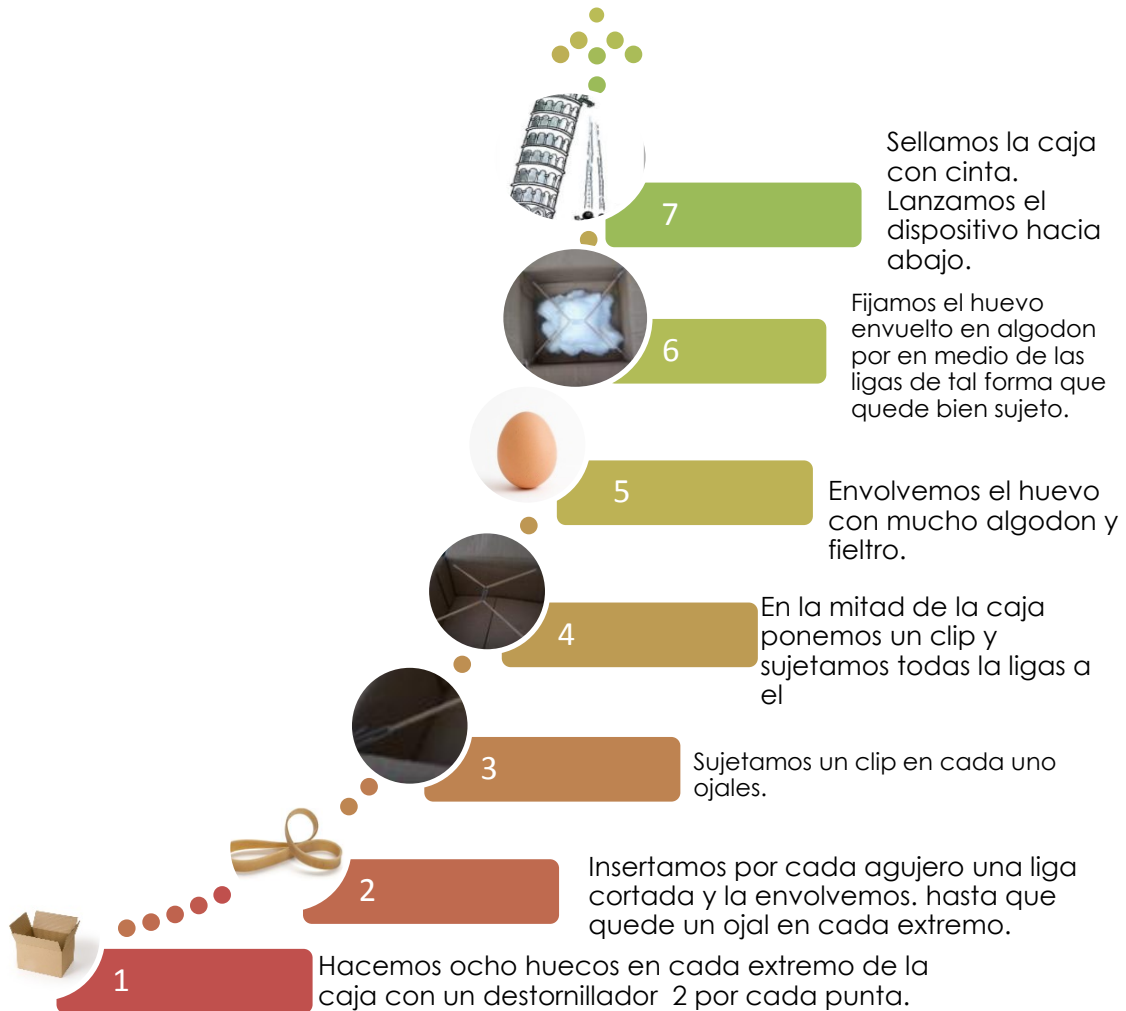 7
Sellamos la caja
con cinta.
Lanzamos el
dispositivo hacia
abajo.
6
Fijamos el huevo
envuelto en algodon
por en medio de las
ligas de tal forma que
quede bien sujeto.
5
Envolvemos el huevo
con mucho algodon y
fieltro.
4
En la mitad de la caja
ponemos un clip y
sujetamos todas la ligas a
el
3
Sujetamos un clip en cada uno
ojales.
2
Insertamos por cada agujero una liga
cortada y la envolvemos. hasta que
quede un ojal en cada extremo.
1
Hacemos ocho huecos en cada extremo de la
caja con un destornillador 2 por cada punta.